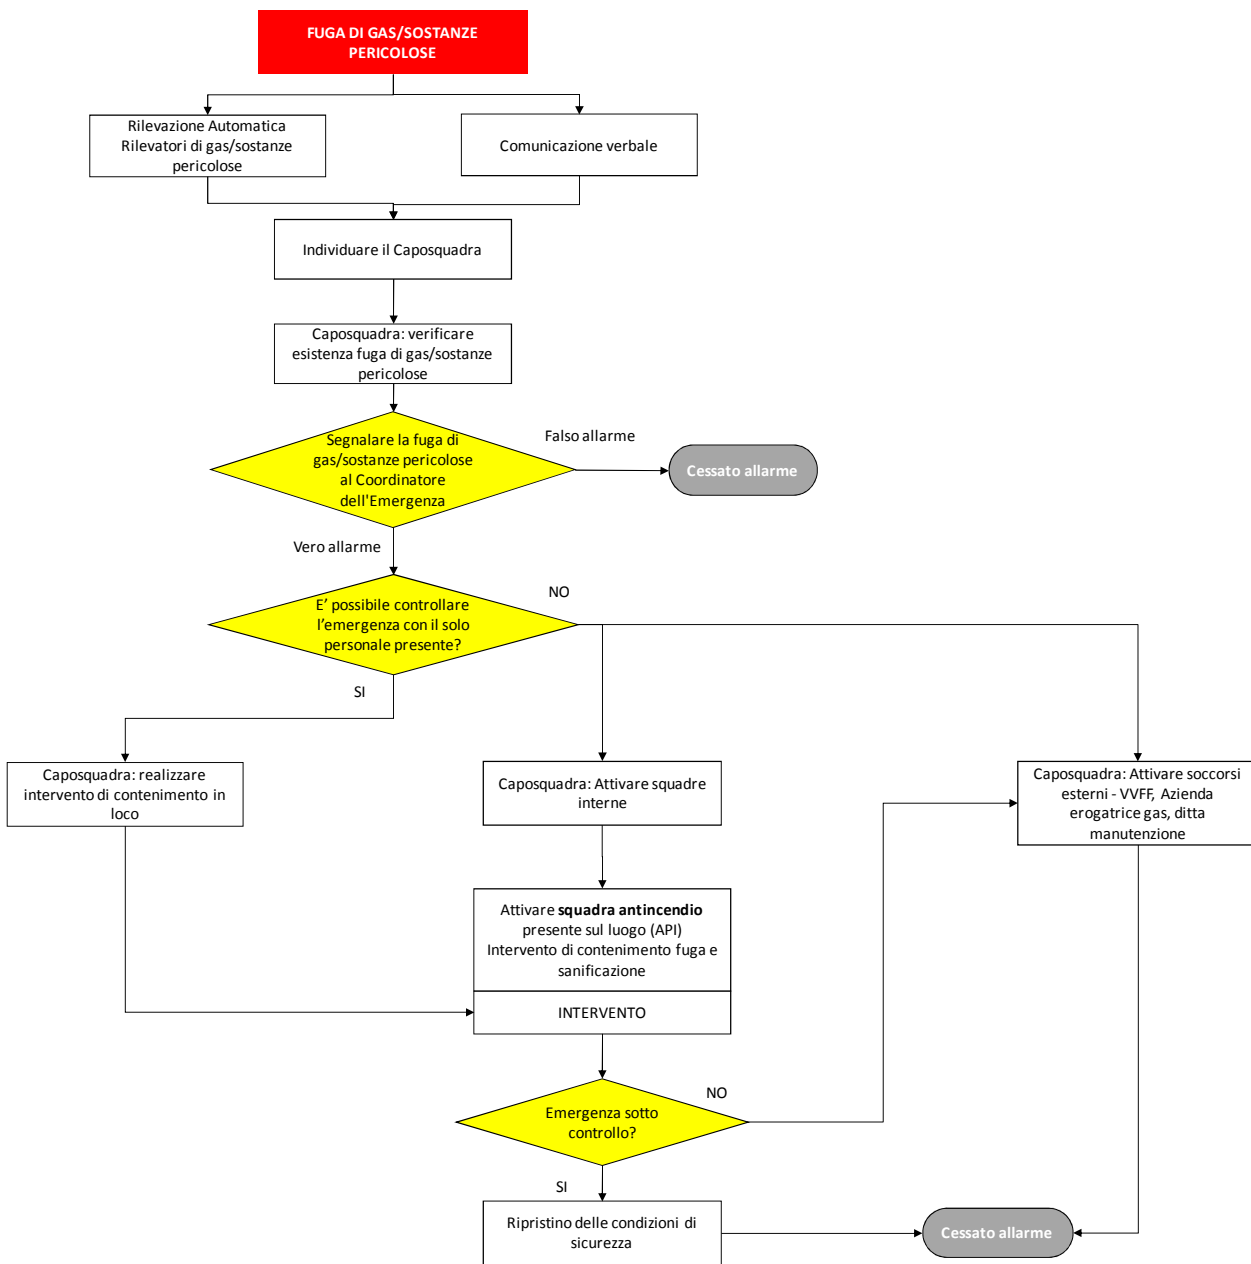 FUGA DI GAS/SOSTANZE
PERICOLOSE
Rilevazione Automatica
Rilevatori di gas/sostanze
pericolose
Comunicazione verbale
Individuare il Caposquadra
Caposquadra: verificare
esistenza fuga di gas/sostanze
pericolose
Segnalare la fuga di
gas/sostanze pericolose
al Coordinatore
dell'Emergenza
Falso allarme
Cessato allarme
Vero allarme
E’ possibile controllare
l’emergenza con il solo
personale presente?
NO
SI
Caposquadra: realizzare
intervento di contenimento in
loco
Caposquadra: Attivare squadre
interne
Caposquadra: Attivare soccorsi
esterni - VVFF, Azienda
erogatrice gas, ditta
manutenzione
Attivare squadra antincendio
presente sul luogo (API)
Intervento di contenimento fuga e
sanificazione
INTERVENTO
Emergenza sotto
controllo?
NO
SI
Ripristino delle condizioni di
sicurezza
Cessato allarme